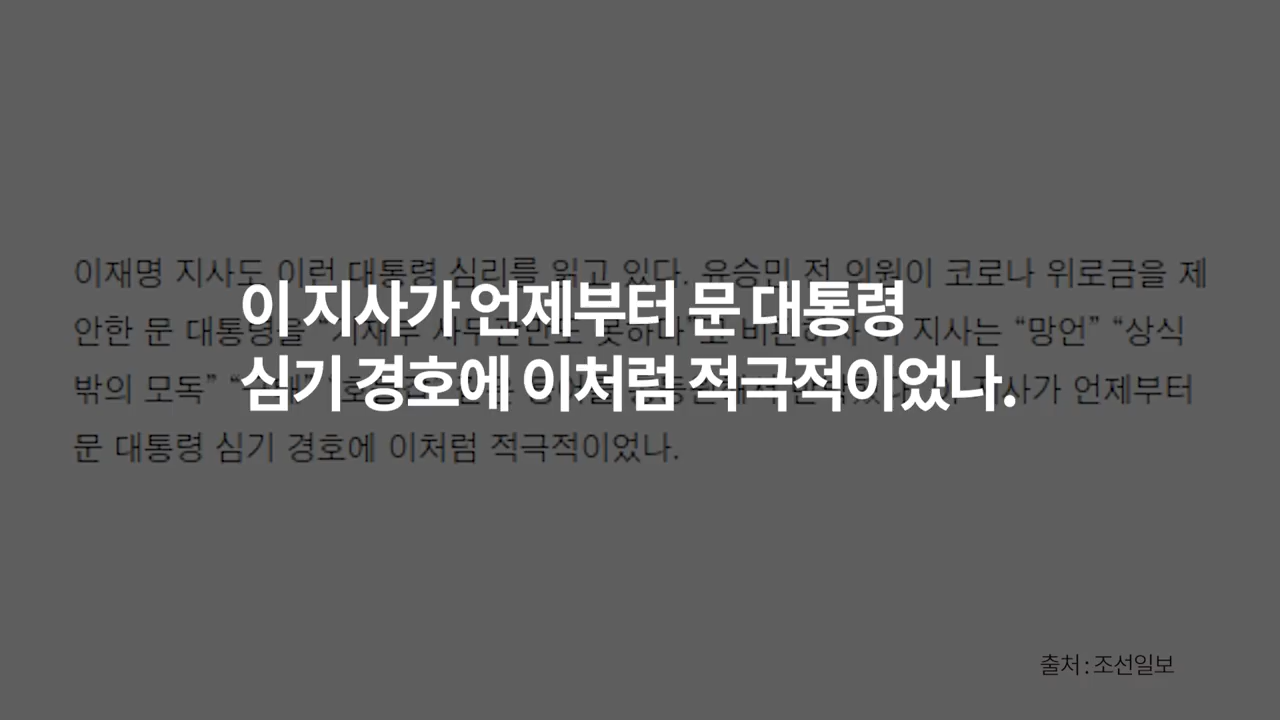 이재명 지사도 이런 대통령 심리를 읽고 있다. 유승민 전 의원이 코로나 위로금을 제
이 지사가 언제부터 문 대통령
안한 문 대통령을 지사는 “망언” “상식
심기 경호에 이처럼 적극적이었나.
밖의 모독” 지사가 언제부터
문 대통령 심기 경호에 이처럼 적극적이었나.
출처 : 조선일보